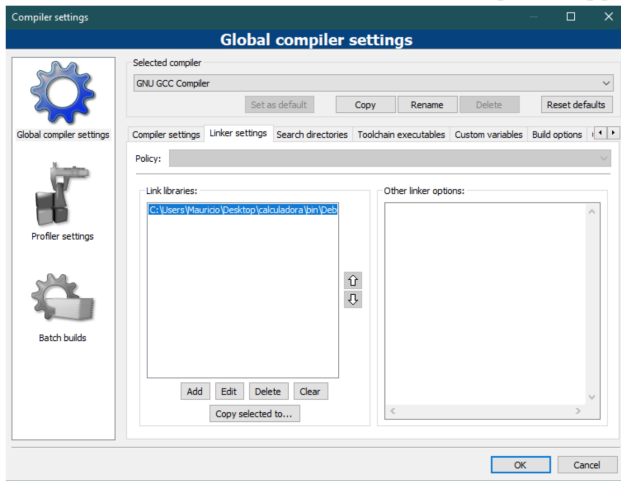 Compiler settings
Global compiler settings
Global compiler settings
Profiler settings
Batch builds
Selected compiler
GNU GCC Compiler
Set as default Copy Rename Delete Reset defaults
Compiler settings Linker settings Search directories Toolchain executables Custom variables Build options
Policy:
Link libraries:
C:\Users\Mauricio\Desktop\calculadora\bin\Deb
Add Edit Delete Clear
Copy selected to...
Other linker options:
OK Cancel